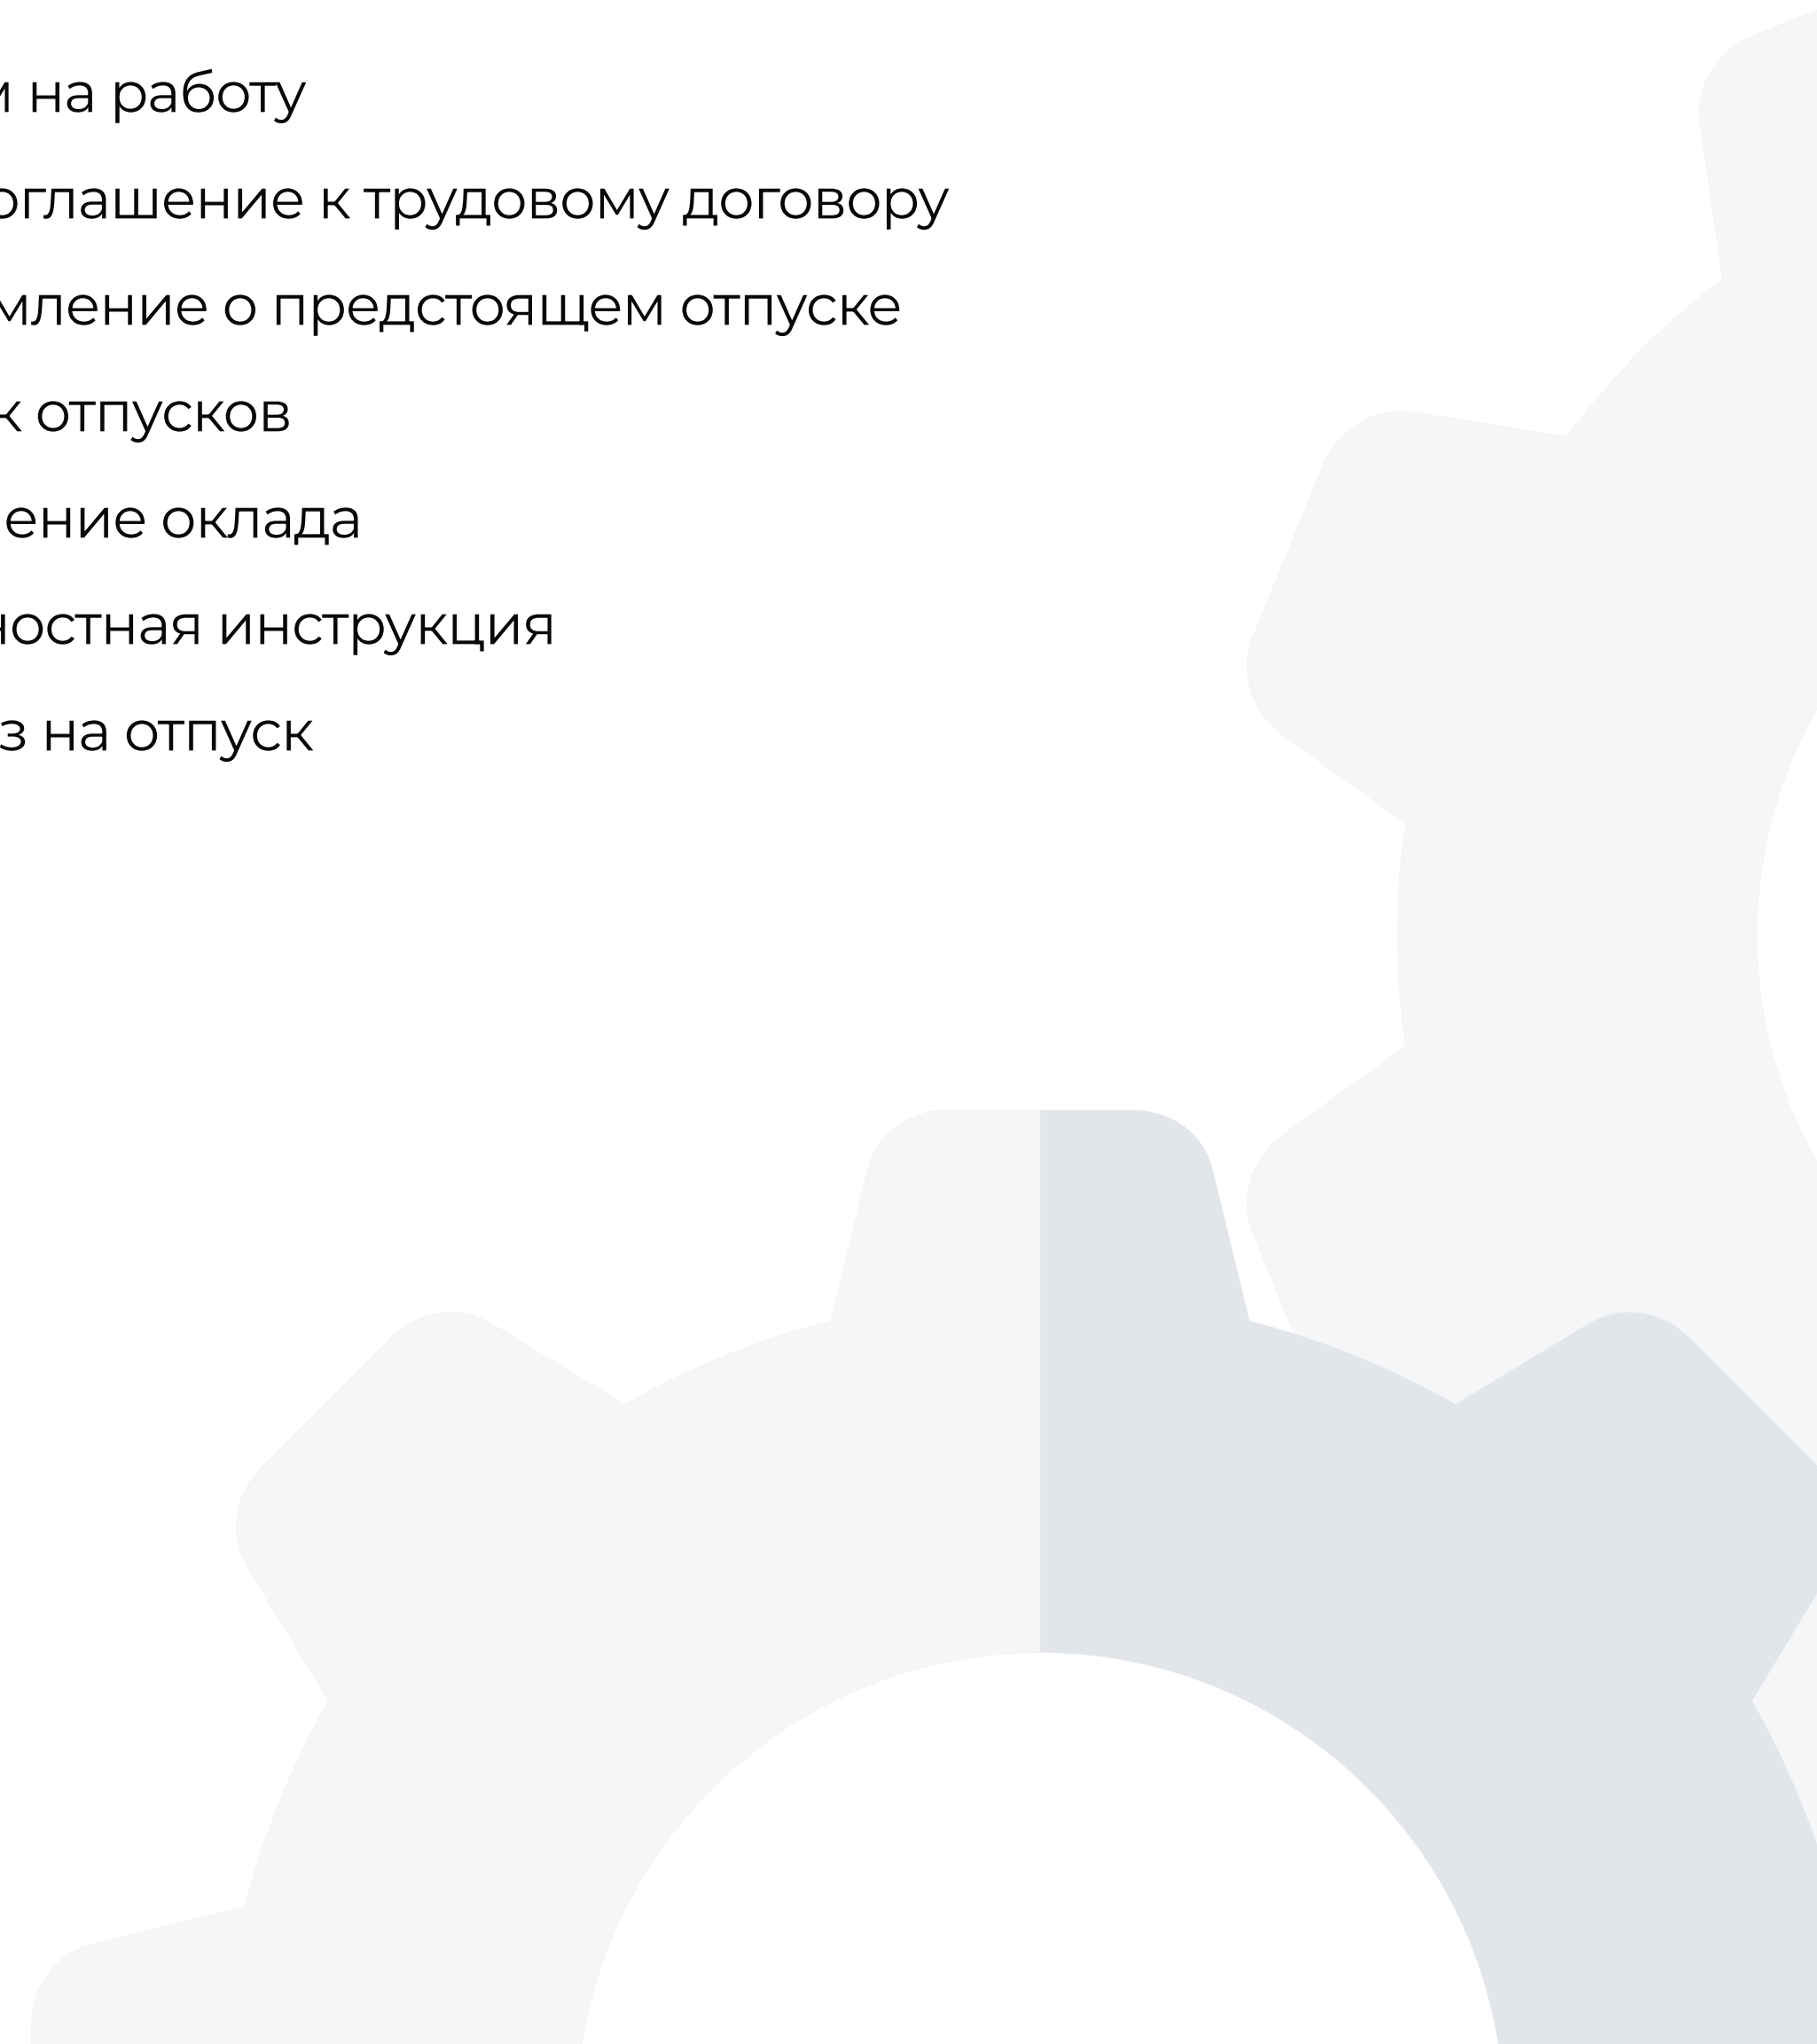 на работу
оглашение к трудовому договору
мление о предстоящем отпуске
к отпусков
ение оклада
ностная инструкция
з на отпуск